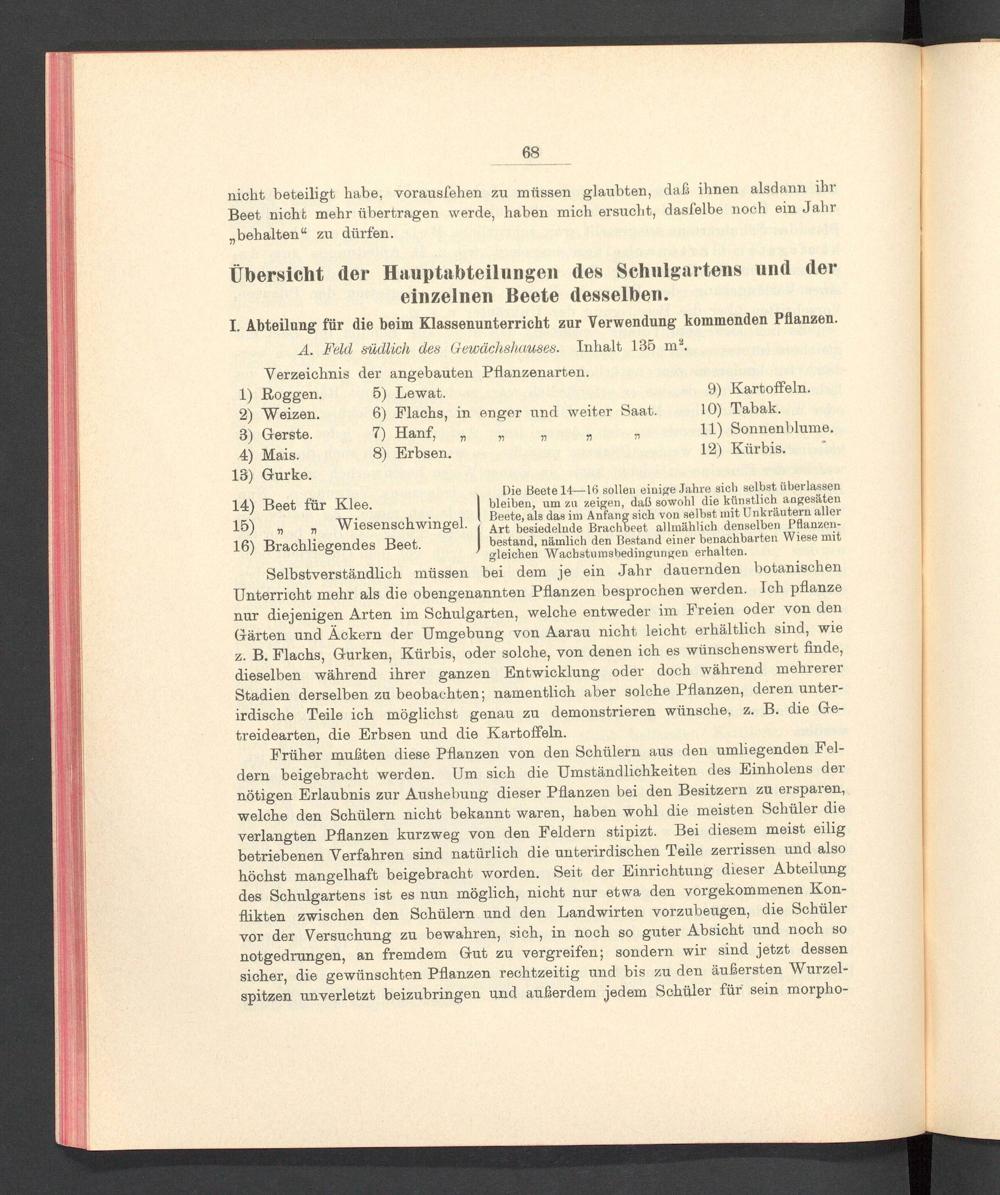 68
nicht beteiligt habe, vorausſehen zu müssen glaubten, daß ihnen alsdann ihr
Beet nicht mehr übertragen werde, haben mich ersucht, dasſelbe noch ein Jahr
„behalten“ zu dürfen.
Übersicht der Hauptabteilungen des Schulgartens und der
einzelnen Beete desselben.
I. Abteilung für die beim Klassenunterricht zur Verwendung kommenden Pflanzen.
A. Feld südlich des Gewächshauses. Inhalt 135 m².
Verzeichnis der angebauten Pflanzenarten.
1) Roggen. 5) Lewat. 9) Kartoffeln.
2) Weizen. 6) Flachs, in enger und weiter Saat. 10) Tabak.
3) Gerste. 7) Hanf, „ „ „ „ „ 11) Sonnenblume.
4) Mais. 8) Erbsen. 12) Kürbis.
13) Gurke.
14) Beet für Klee.
15) „ „ Wiesenschwingel.
16) Brachliegendes Beet.
Die Beete 14—16 sollen einige Jahre sich selbst überlassen
bleiben, um zu zeigen, daß sowohl die künstlich angesäten
Beete, als das im Anfang sich von selbst mit Unkräutern aller
Art besiedelnde Brachbeet allmählich denselben Pflanzen-
bestand, nämlich den Bestand einer benachbarten Wiese mit
gleichen Wachstumsbedingungen erhalten.
Selbstverständlich müssen bei dem je ein Jahr dauernden botanischen
Unterricht mehr als die obengenannten Pflanzen besprochen werden. Ich pflanze
nur diejenigen Arten im Schulgarten, welche entweder im Freien oder von den
Gärten und Äckern der Umgebung von Aarau nicht leicht erhältlich sind, wie
z. B. Flachs, Gurken, Kürbis, oder solche, von denen ich es wünschenswert finde,
dieselben während ihrer ganzen Entwicklung oder doch während mehrerer
Stadien derselben zu beobachten; namentlich aber solche Pflanzen, deren unter-
irdische Teile ich möglichst genau zu demonstrieren wünsche, z. B. die Ge-
treidearten, die Erbsen und die Kartoffeln.
Früher mußten diese Pflanzen von den Schülern aus den umliegenden Fel-
dern beigebracht werden. Um sich die Umständlichkeiten des Einholens der
nötigen Erlaubnis zur Aushebung dieser Pflanzen bei den Besitzern zu ersparen,
welche den Schülern nicht bekannt waren, haben wohl die meisten Schüler die
verlangten Pflanzen kurzweg von den Feldern stipizt. Bei diesem meist eilig
betriebenen Verfahren sind natürlich die unterirdischen Teile zerrissen und also
höchst mangelhaft beigebracht worden. Seit der Einrichtung dieser Abteilung
des Schulgartens ist es nun möglich, nicht nur etwa den vorgekommenen Kon-
flikten zwischen den Schülern und den Landwirten vorzubeugen, die Schüler
vor der Versuchung zu bewahren, sich, in noch so guter Absicht und noch so
notgedrungen, an fremdem Gut zu vergreifen; sondern wir sind jetzt dessen
sicher, die gewünschten Pflanzen rechtzeitig und bis zu den äußersten Wurzel-
spitzen unverletzt beizubringen und außerdem jedem Schüler für sein morpho-